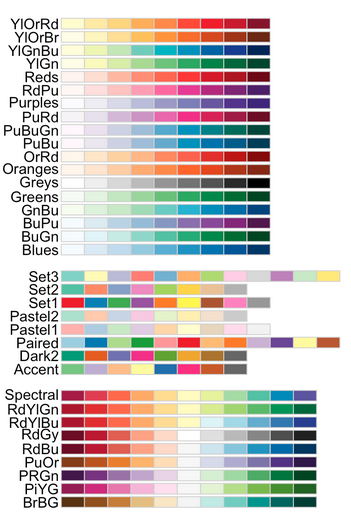 YlOrRd
YlOrBr
YlGnBu
YlGn
Reds
RdPu
Purples
PuRd
PuBuGn
PuBu
OrRd
Oranges
Greys
Greens
GnBu
BuPu
BuGn
Blues
Set3
Set2
Set1
Pastel2
Pastel1
Paired
Dark2
Accent
Spectral
RdYlGn
RdYlBu
RdGy
RdBu
PuOr
PRGn
PiYG
BrBG